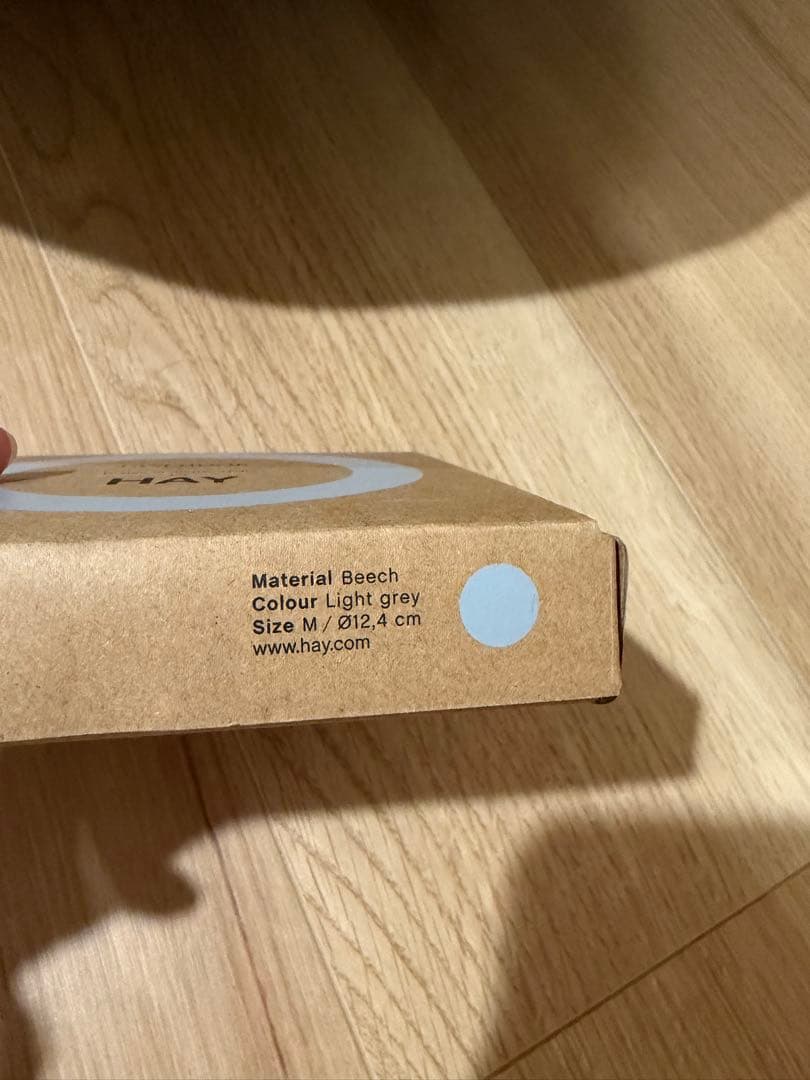 HAY
Material Beech
Colour Light grey
Size M / Ø12,4 cm
www.hay.com